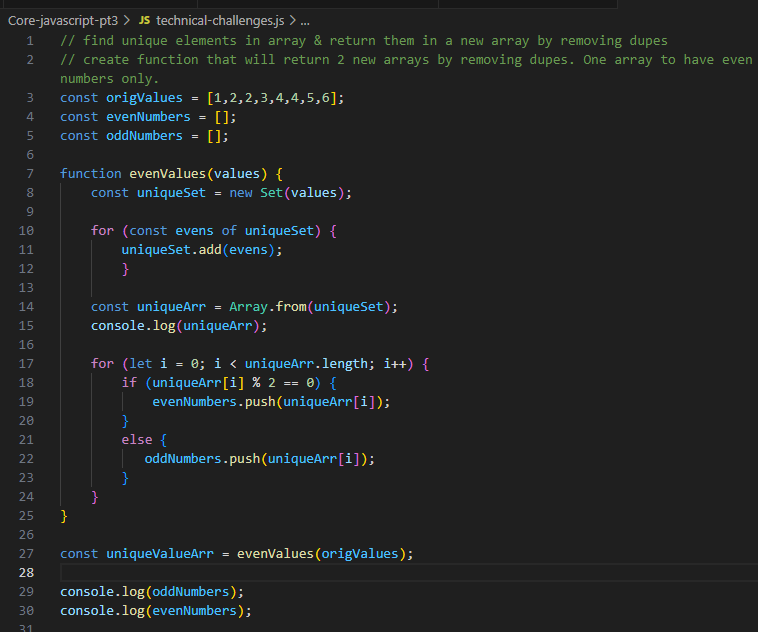 Core-javascript-pt3 > JS technical-challenges.js > ...
1 // find unique elements in array & return them in a new array by removing dupes
2 // create function that will return 2 new arrays by removing dupes. One array to have even
numbers only.
3 const origValues = [1,2,2,3,4,4,5,6];
4 const evenNumbers = [];
5 const oddNumbers = [];
6
7 function evenValues(values) {
8     const uniqueSet = new Set(values);
9
10     for (const evens of uniqueSet) {
11         uniqueSet.add(evens);
12         }
13
14     const uniqueArr = Array.from(uniqueSet);
15     console.log(uniqueArr);
16
17     for (let i = 0; i < uniqueArr.length; i++) {
18         if (uniqueArr[i] % 2 == 0) {
19             evenNumbers.push(uniqueArr[i]);
20         }
21         else {
22            oddNumbers.push(uniqueArr[i]);
23         }
24     }
25 }
26
27 const uniqueValueArr = evenValues(origValues);
28
29 console.log(oddNumbers);
30 console.log(evenNumbers);
31